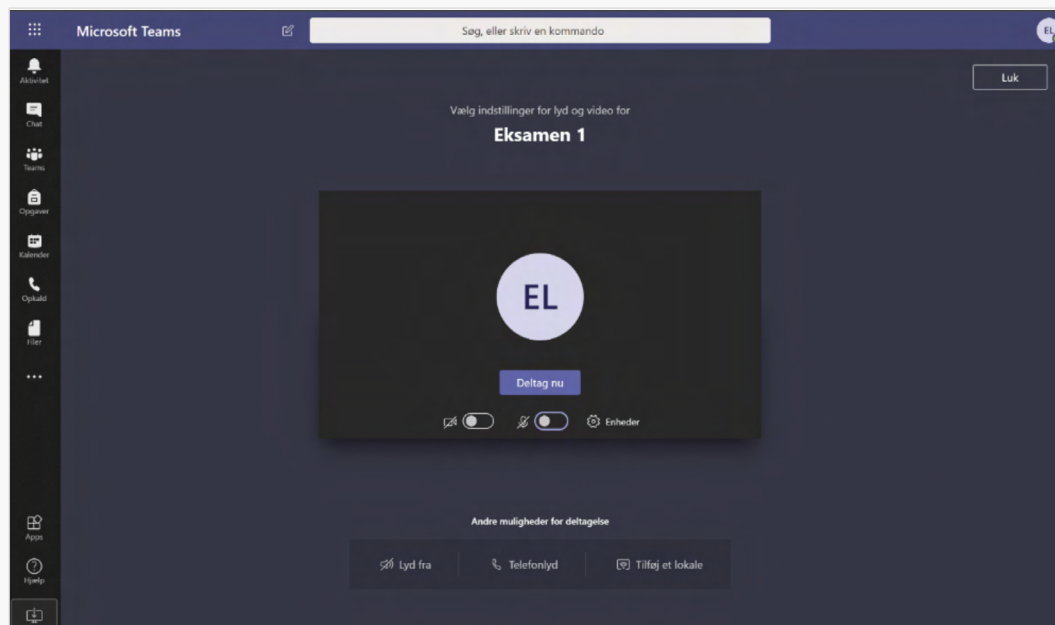 Microsoft Teams
Søg, eller skriv en kommando
EL
Aktivitet
Chat
Teams
Opgaver
Kalender
Opkald
Filer
Apps
Hjælp
Luk
Vælg indstillinger for lyd og video for
Eksamen 1
EL
Deltag nu
Enheder
Andre muligheder for deltagelse
Lyd fra
Telefonlyd
Tilføj et lokale